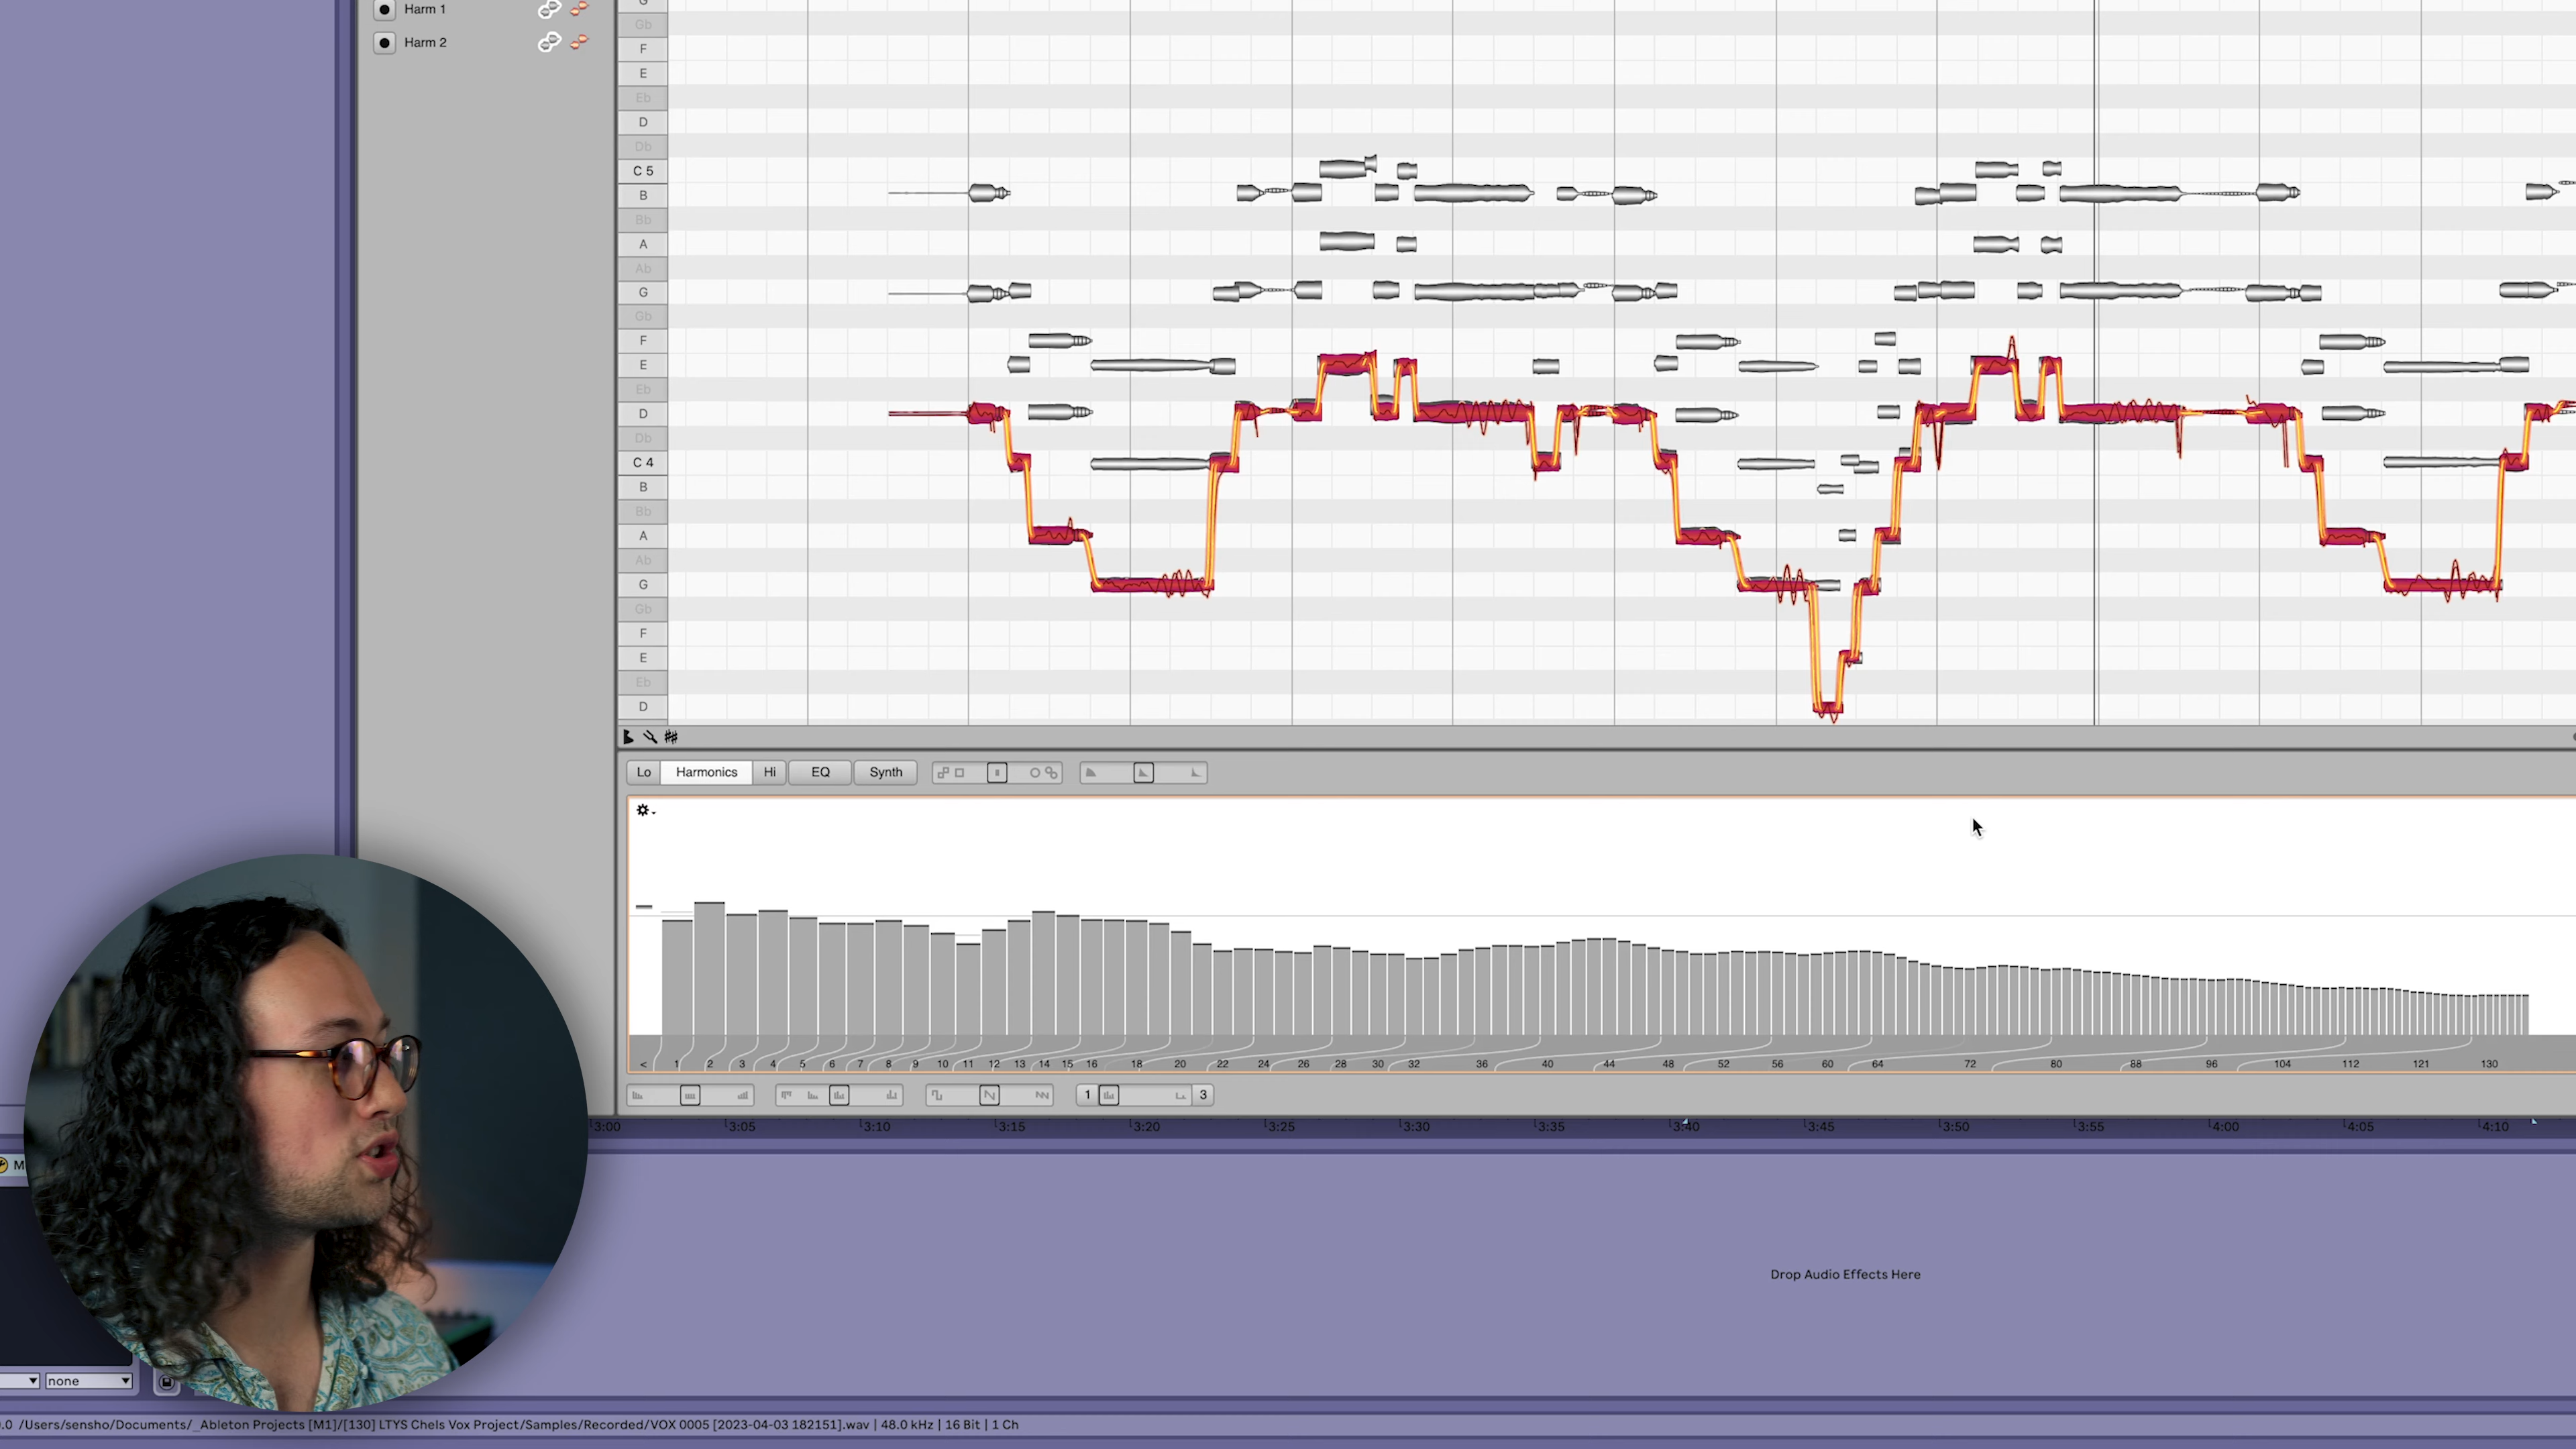 Harm 1
Harm 2
G
Gb
F
E
Eb
D
Db
C 5
B
Bb
A
Ab
G
Gb
F
E
Eb
D
Db
C 4
B
Bb
A
Ab
G
Gb
F
E
Eb
D
Lo Harmonics Hi EQ Synth
< 1 2 3 4 5 6 7 8 9 10 11 12 13 14 15 16 18 20 22 24 26 28 30 32 36 40 44 48 52 56 60 64 72 80 88 96 104 112 121 130
1 3
3:00 3:05 3:10 3:15 3:20 3:25 3:30 3:35 3:40 3:45 3:50 3:55 4:00 4:05 4:10
M
Drop Audio Effects Here
none
.0 /Users/sensho/Documents/_Ableton Projects [M1]/[130] LTYS Chels Vox Project/Samples/Recorded/VOX 0005 [2023-04-03 182151].wav | 48.0 kHz | 16 Bit | 1 Ch